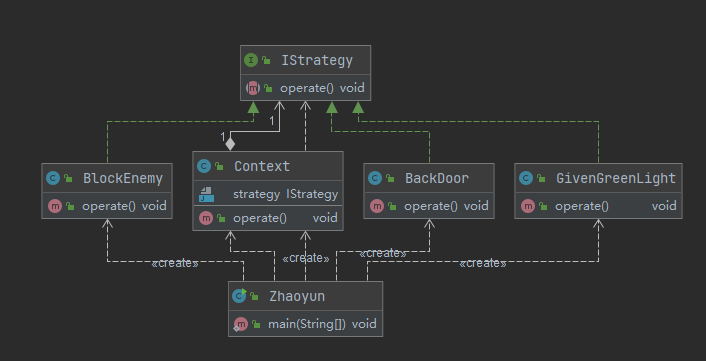 I IStrategy
m operate() void
1
1
C BlockEnemy
m operate() void
C Context
strategy IStrategy
m operate() void
C BackDoor
m operate() void
C GivenGreenLight
m operate() void
«create»
«create»
«create»
«create»
C Zhaoyun
m main(String[]) void